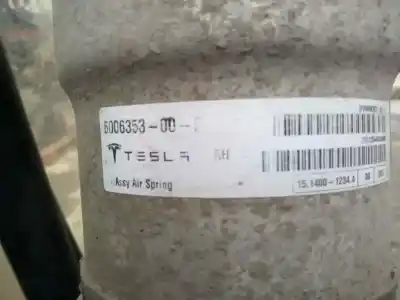 6006353-00-
TESLA RH
Assy Air Spring
15.1400-1234.4